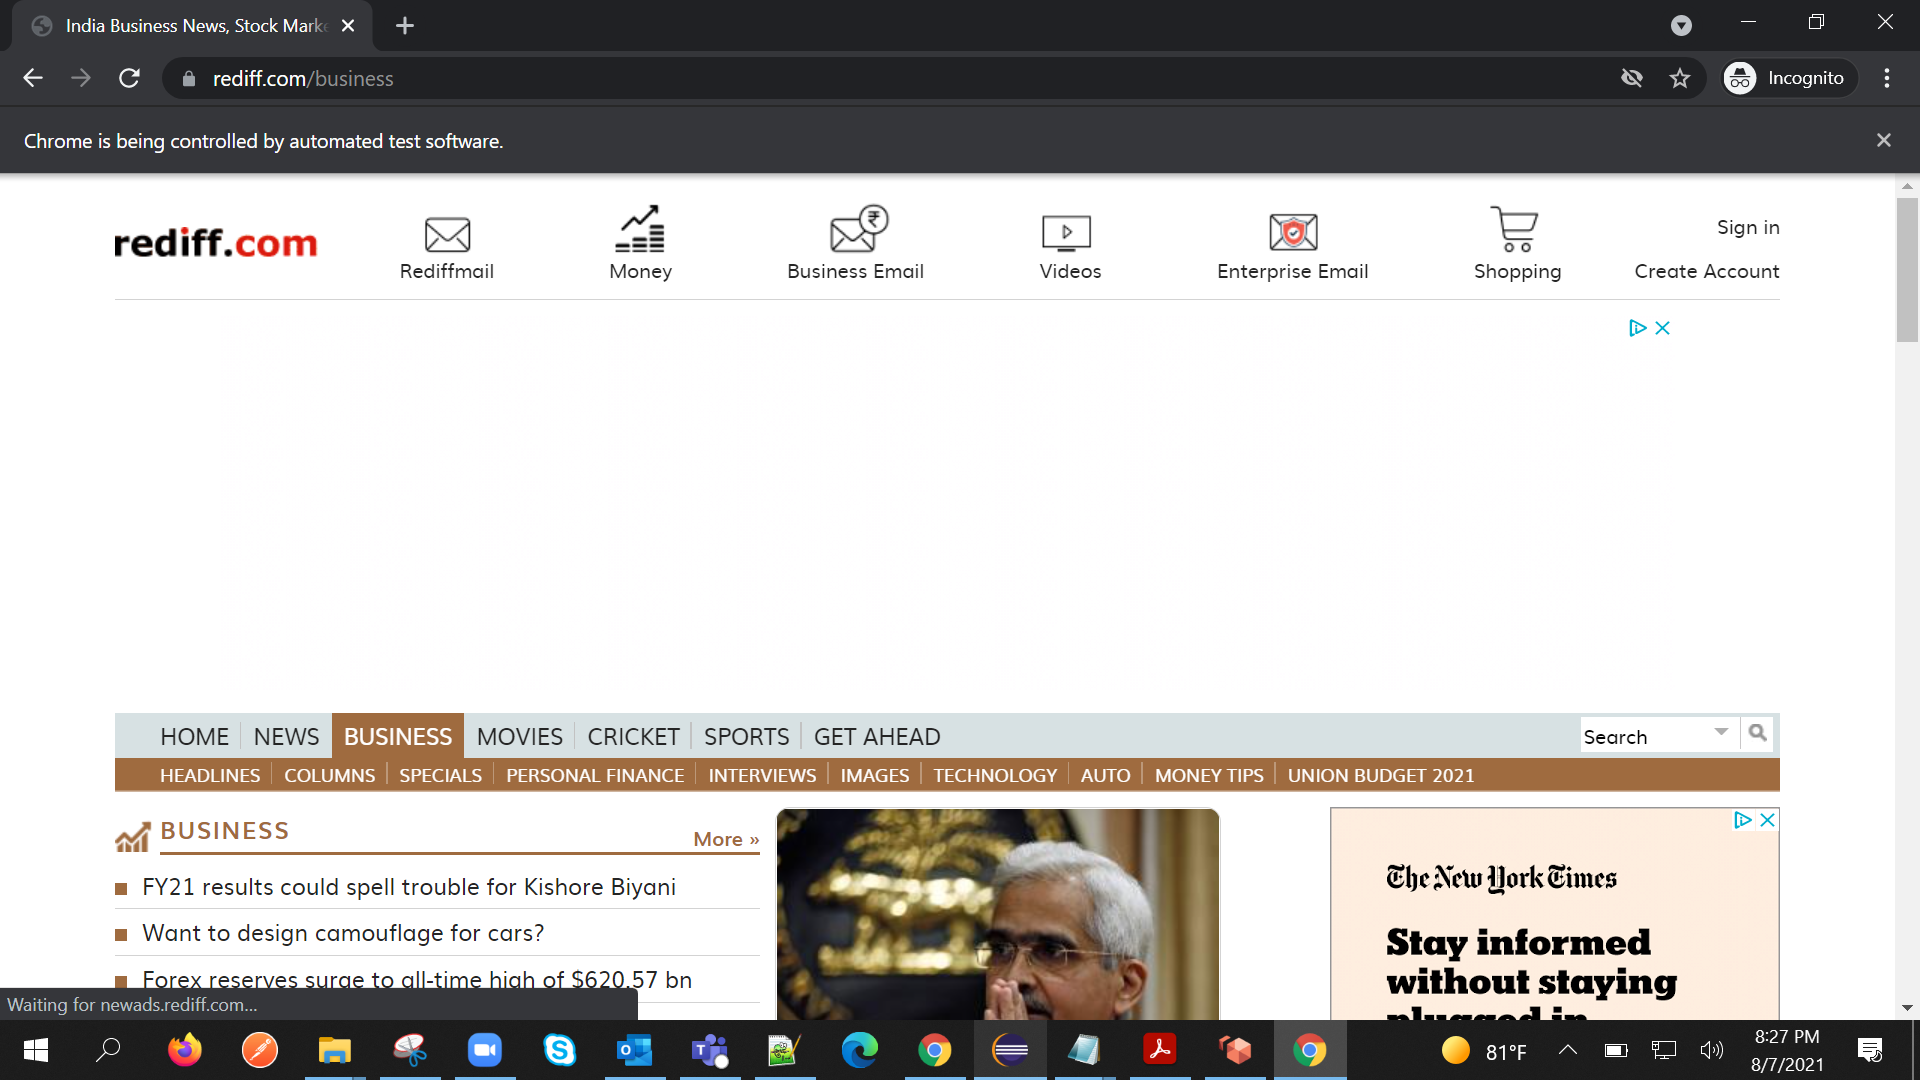 India Business News, Stock Marke
rediff.com/business
Incognito
Chrome is being controlled by automated test software.
rediff.com
Rediffmail
Money
Business Email
Videos
Enterprise Email
Shopping
Sign in
Create Account
HOME NEWS BUSINESS MOVIES CRICKET SPORTS GET AHEAD
Search
HEADLINES COLUMNS SPECIALS PERSONAL FINANCE INTERVIEWS IMAGES TECHNOLOGY AUTO MONEY TIPS UNION BUDGET 2021
BUSINESS
More »
FY21 results could spell trouble for Kishore Biyani
Want to design camouflage for cars?
Forex reserves surge to all-time high of $620.57 bn
The New York Times
Stay informed
without staying
plugged in
Waiting for newads.rediff.com...
81°F
8:27 PM
8/7/2021